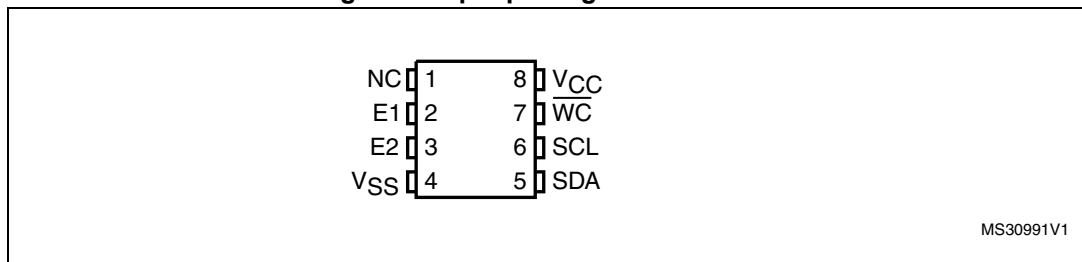 NC 1 8 VCC
E1 2 7 WC
E2 3 6 SCL
VSS 4 5 SDA
MS30991V1